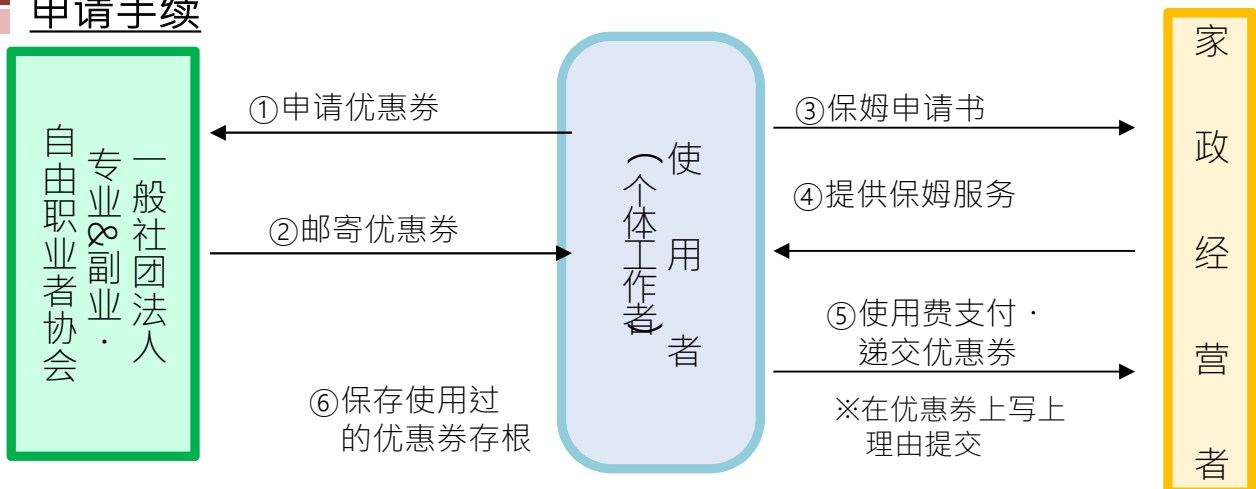 申请手续
一般社团法人
专业&副业·
自由职业者协会
①申请优惠券
②邮寄优惠券
使用者
(个体工作者)
③保姆申请书
④提供保姆服务
⑤使用费支付·
递交优惠券
※在优惠券上写上
理由提交
⑥保存使用过
的优惠券存根
家政经营者